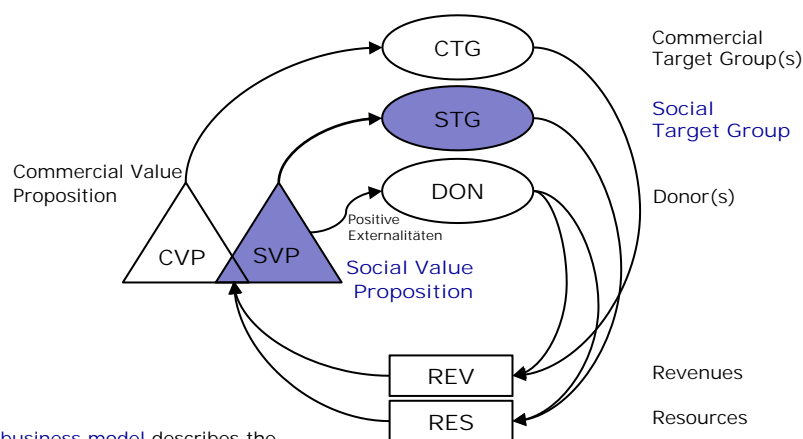 CTG
Commercial
Target Group(s)
STG
Social
Target Group
Commercial Value
Proposition
DON
Donor(s)
Positive
Externalitäten
CVP
SVP
Social Value
Proposition
REV
Revenues
RES
Resources
business model describes the